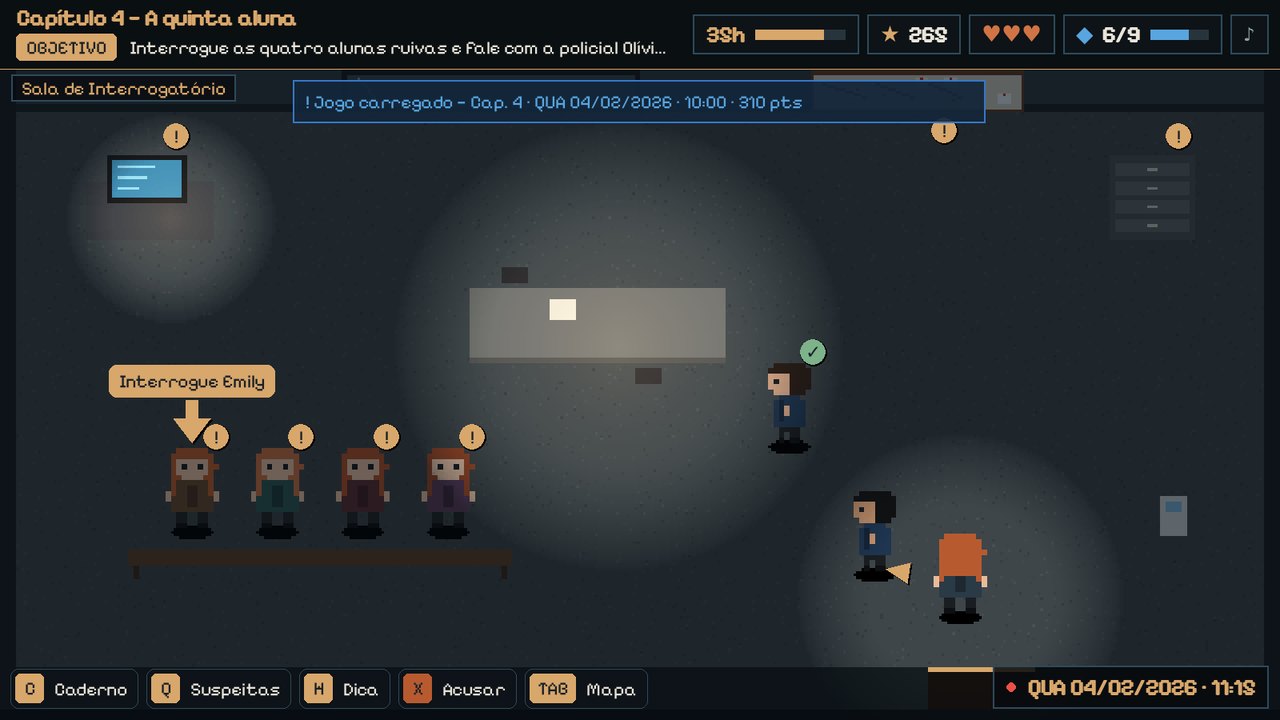 Capítulo 4 - A quinta aluna
OBJETIVO
Interrogue as quatro alunas ruivas e fale com a policial Olívi...
35h
★ 265
♥♥♥
◆ 6/9
♪
Sala de Interrogatório
! Jogo carregado - Cap. 4 · QUA 04/02/2026 · 10:00 · 310 pts
!
!
!
✓
Interrogue Emily
!
!
!
!
C Caderno
Q Suspeitas
H Dica
X Acusar
TAB Mapa
QUA 04/02/2026 · 11:15